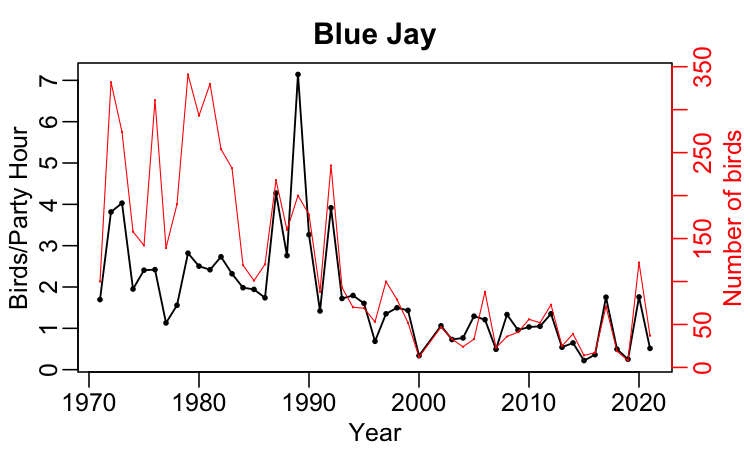 Blue Jay
Birds/Party Hour
0 1 2 3 4 5 6 7
1970 1980 1990 2000 2010 2020
Year
0 50 150 250 350
Number of birds